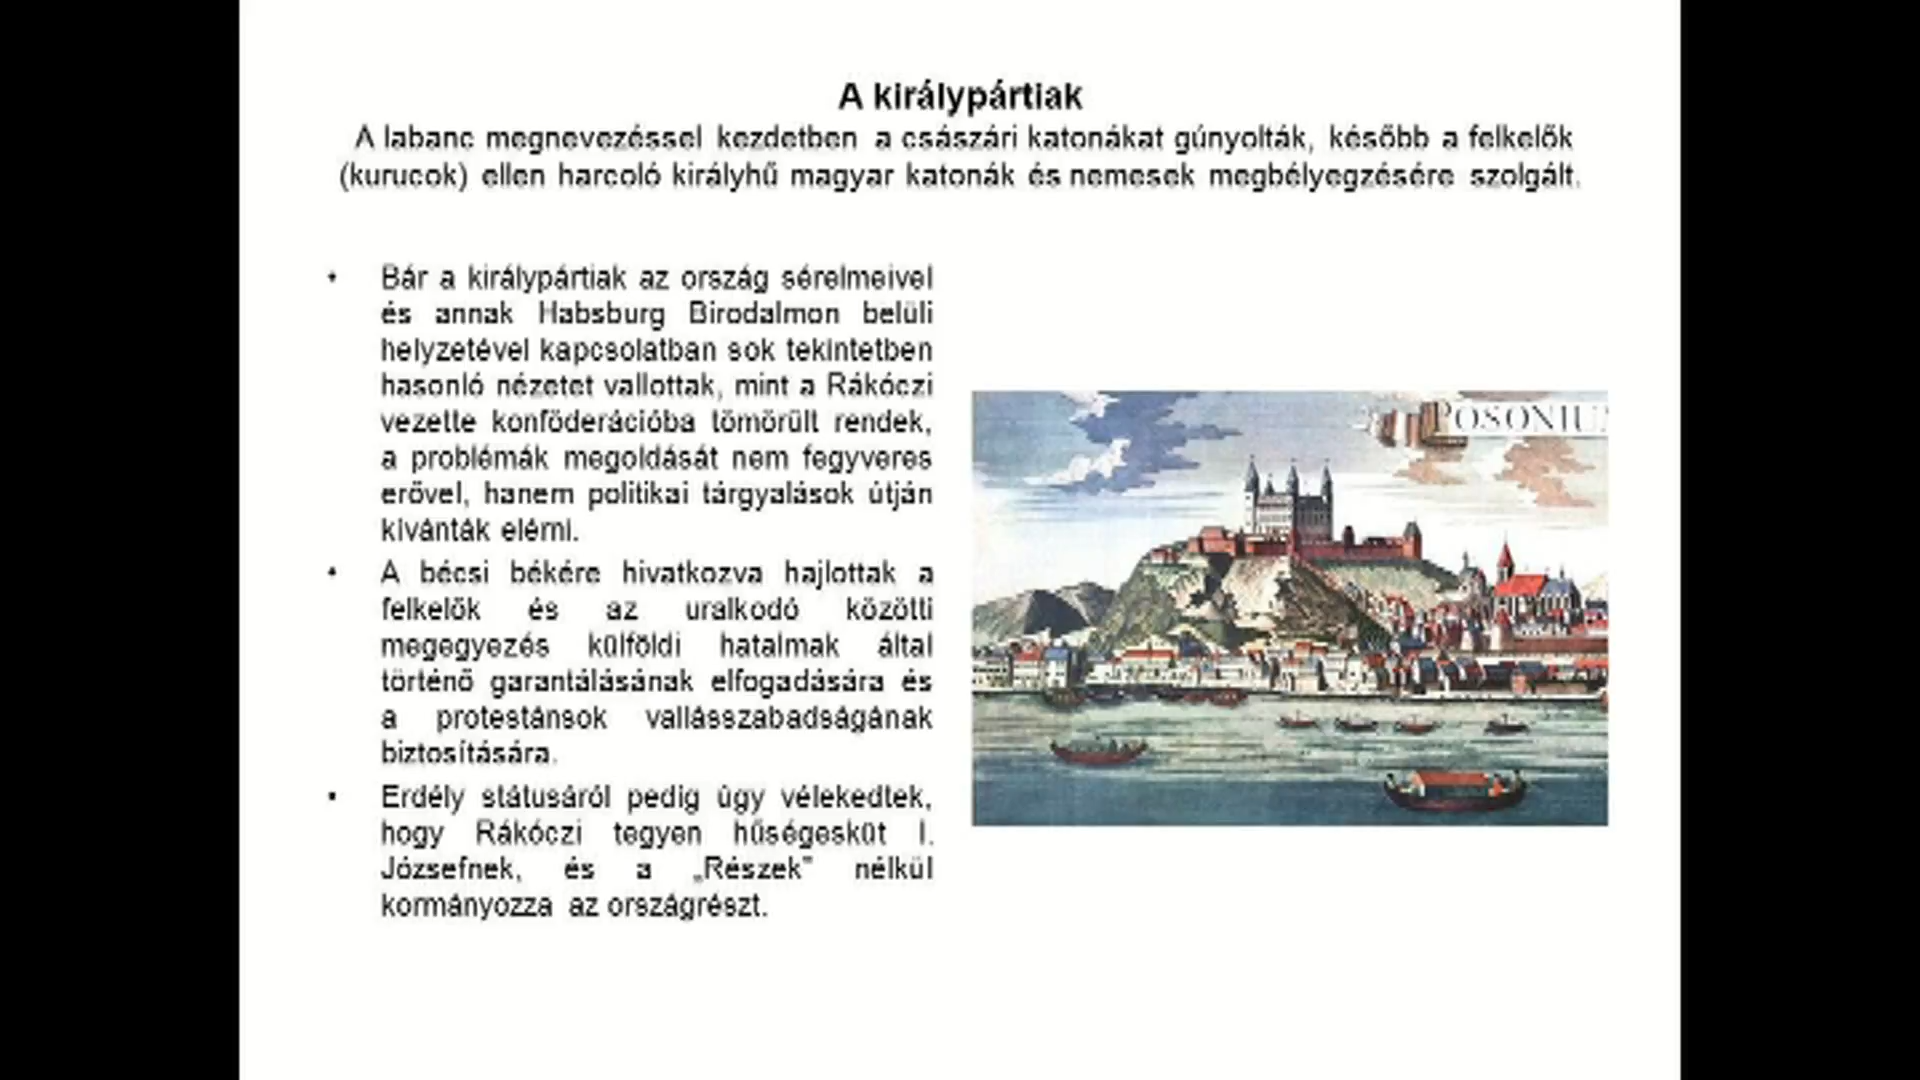 A királypártiak
A labanc megnevezéssel kezdetben a császári katonákat gúnyolták, később a felkelők
(kurucok) ellen harcoló királyhű magyar katonák és nemesek megbélyegzésére szolgált.
• Bár a királypártiak az ország sérelmeivel
és annak Habsburg Birodalmon belüli
helyzetével kapcsolatban sok tekintetben
hasonló nézetet vallottak, mint a Rákóczi
vezette konföderációba tömörült rendek,
a problémák megoldását nem fegyveres
erővel, hanem politikai tárgyalások útján
kívánták elérni.
• A bécsi békére hivatkozva hajlottak a
felkelők és az uralkodó közötti
megegyezés külföldi hatalmak által
történő garantálásának elfogadására és
a protestánsok vallásszabadságának
biztosítására.
• Erdély státusáról pedig úgy vélekedtek,
hogy Rákóczi tegyen hűségesküt I.
Józsefnek, és a „Részek” nélkül
kormányozza az országrészt.
POSONIUM